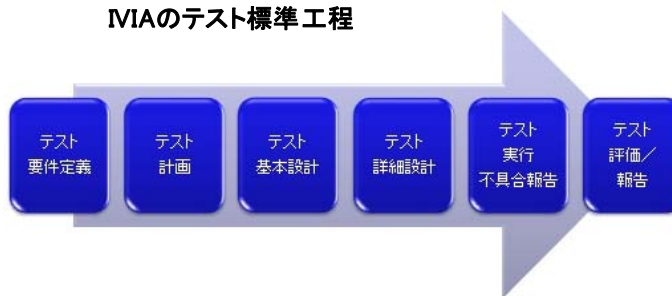 IVIAのテスト標準工程
テスト
要件定義
テスト
計画
テスト
基本設計
テスト
詳細設計
テスト
実行
不具合報告
テスト
評価／
報告